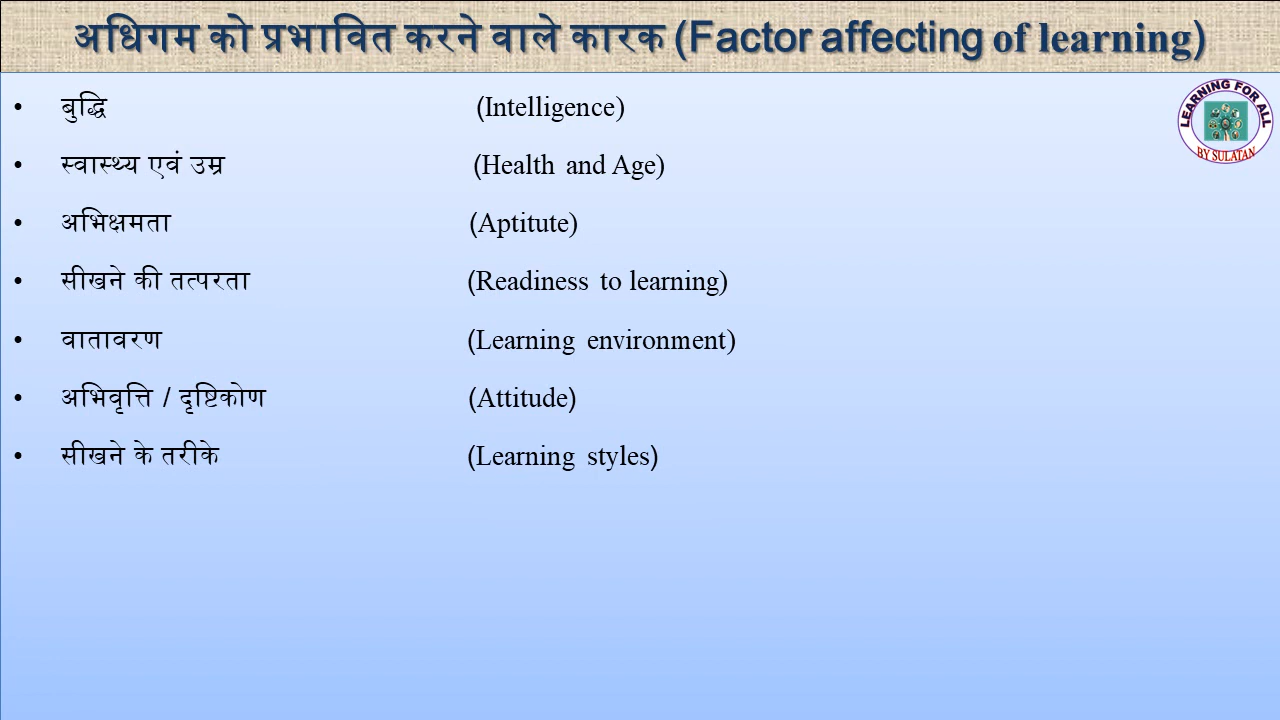 अधिगम को प्रभावित करने वाले कारक (Factor affecting of learning)
LEARNING FOR ALL
BY SULATAN
• बुद्धि (Intelligence)
• स्वास्थ्य एवं उम्र (Health and Age)
• अभिक्षमता (Aptitute)
• सीखने की तत्परता (Readiness to learning)
• वातावरण (Learning environment)
• अभिवृत्ति / दृष्टिकोण (Attitude)
• सीखने के तरीके (Learning styles)